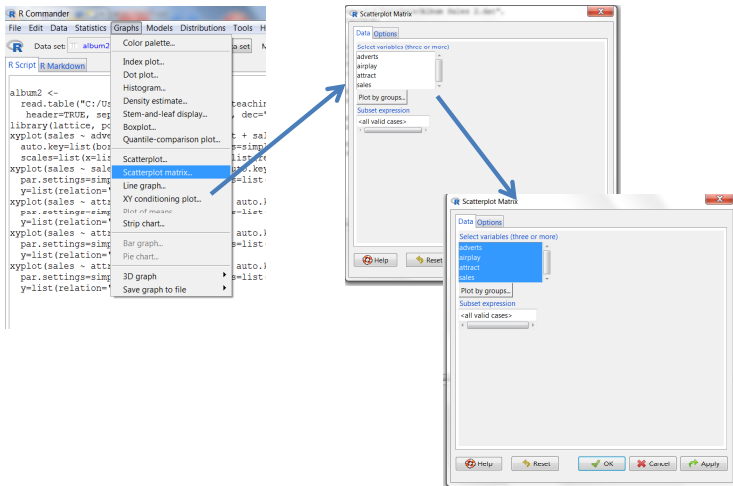 R Commander
File Edit Data Statistics Graphs Models Distributions Tools H
Data set: album2
R Script R Markdown
album2 <-
read.table("C:/Us
header=TRUE, sep
library(lattice, po
xyplot(sales ~ adve
auto.key=list(bor
scales=list(x=lis
xyplot(sales ~ sale
par.settings=simp
y=list(relation="
xyplot(sales ~ attr
par.settings=simp
y=list(relation="
xyplot(sales ~ attr
par.settings=simp
y=list(relation="
xyplot(sales ~ attr
par.settings=simp
y=list(relation="
Color palette...
Index plot...
Dot plot...
Histogram...
Density estimate...
Stem-and-leaf display...
Boxplot...
Quantile-comparison plot...
Scatterplot...
Scatterplot matrix...
Line graph...
XY conditioning plot...
Plot of means
Strip chart...
Bar graph...
Pie chart...
3D graph
Save graph to file
Scatterplot Matrix
Data Options
Select variables (three or more)
adverts
airplay
attract
sales
Plot by groups...
Subset expression
<all valid cases>
Help Reset
Scatterplot Matrix
Data Options
Select variables (three or more)
adverts
airplay
attract
sales
Plot by groups...
Subset expression
<all valid cases>
Help Reset OK Cancel Apply